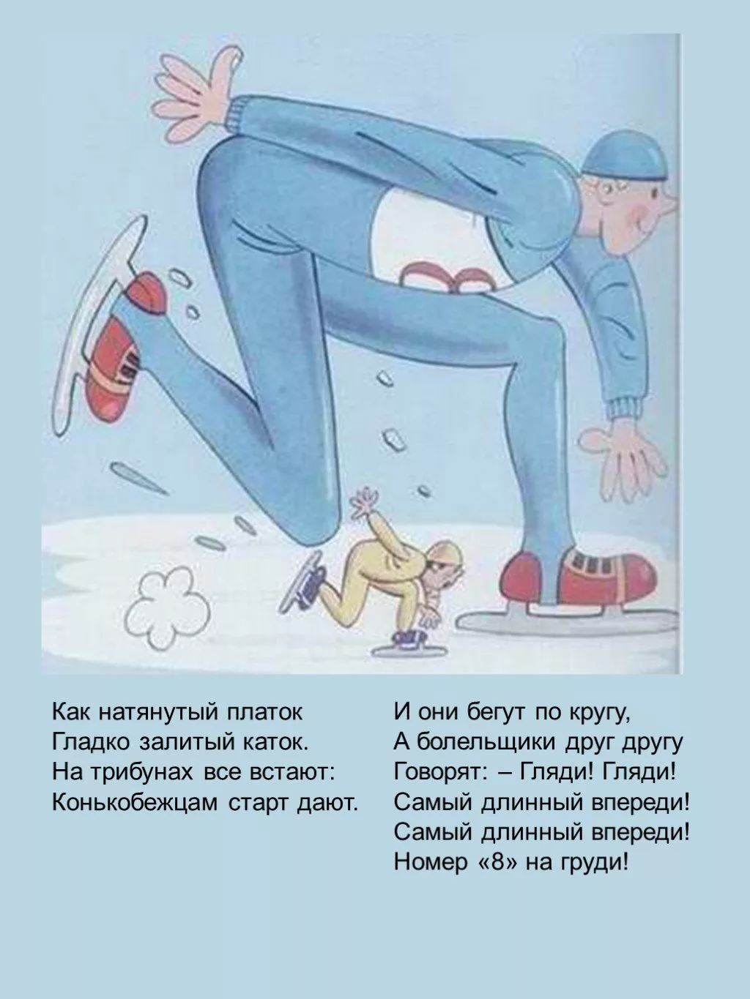 Как натянутый платок
Гладко залитый каток.
На трибунах все встают:
Конькобежцам старт дают.
И они бегут по кругу,
А болельщики друг другу
Говорят: – Гляди! Гляди!
Самый длинный впереди!
Самый длинный впереди!
Номер «8» на груди!